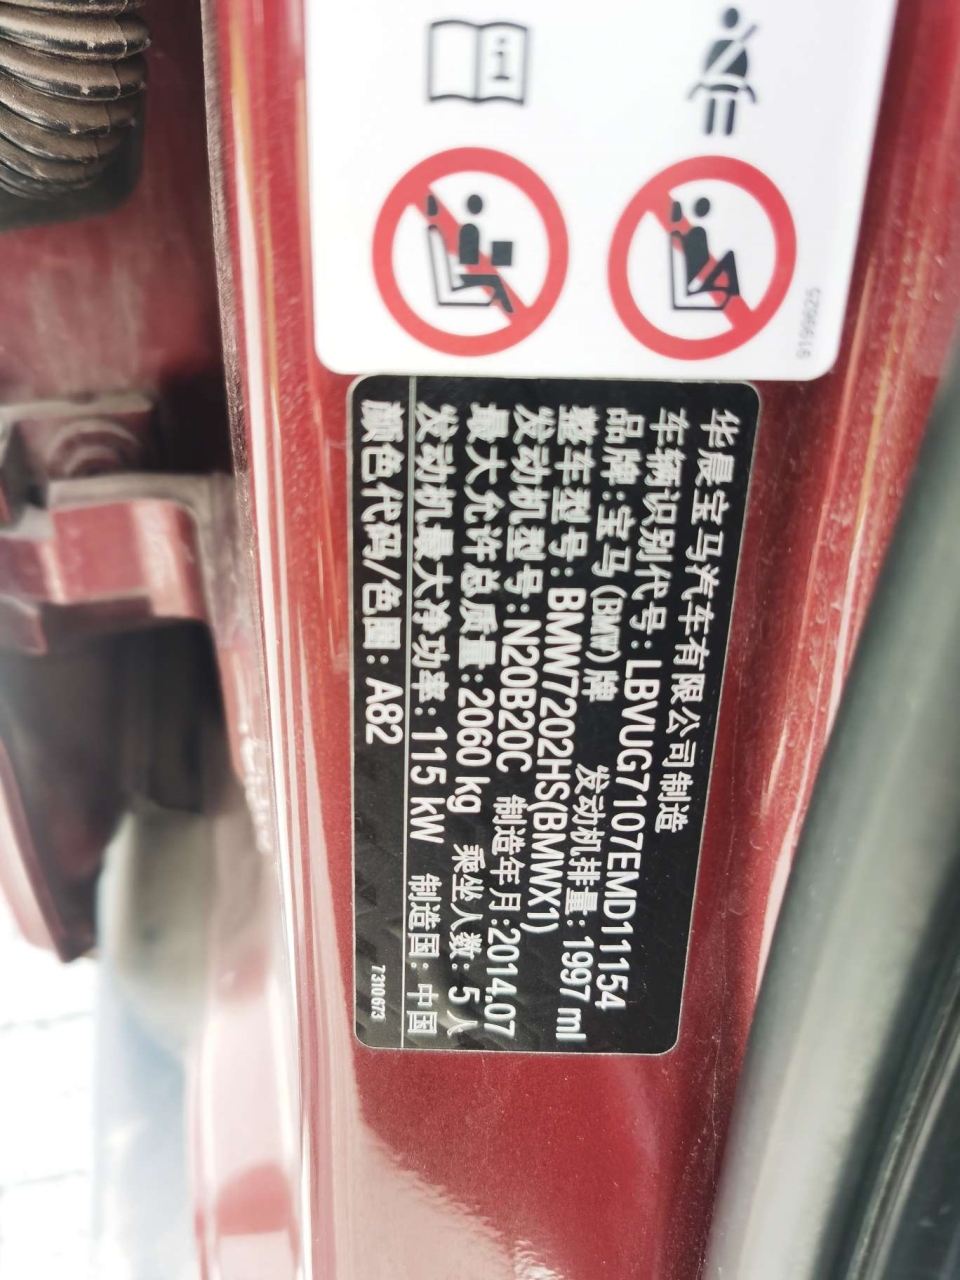 9196625
华晨宝马汽车有限公司制造
车辆识别代号:LBVUG7107EMD11154
品牌:宝马(BMW)牌 发动机排量:1997 ml
整车型号:BMW7202HS(BMWX1)
发动机型号:N20B20C 制造年月:2014.07
最大允许总质量:2060 kg 乘坐人数:5人
发动机最大净功率:115 kW 制造国:中国
颜色代码/色圈:A82 7310673